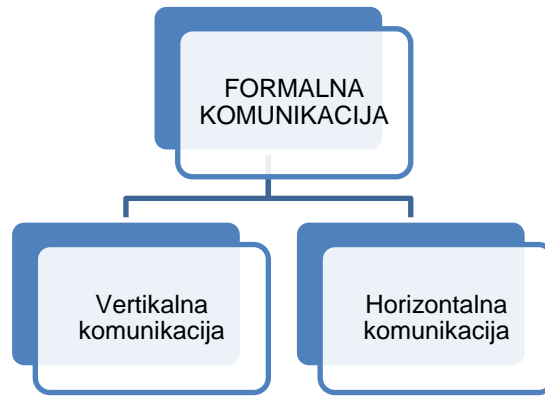 FORMALNA
KOMUNIKACIJA
Vertikalna
komunikacija
Horizontalna
komunikacija